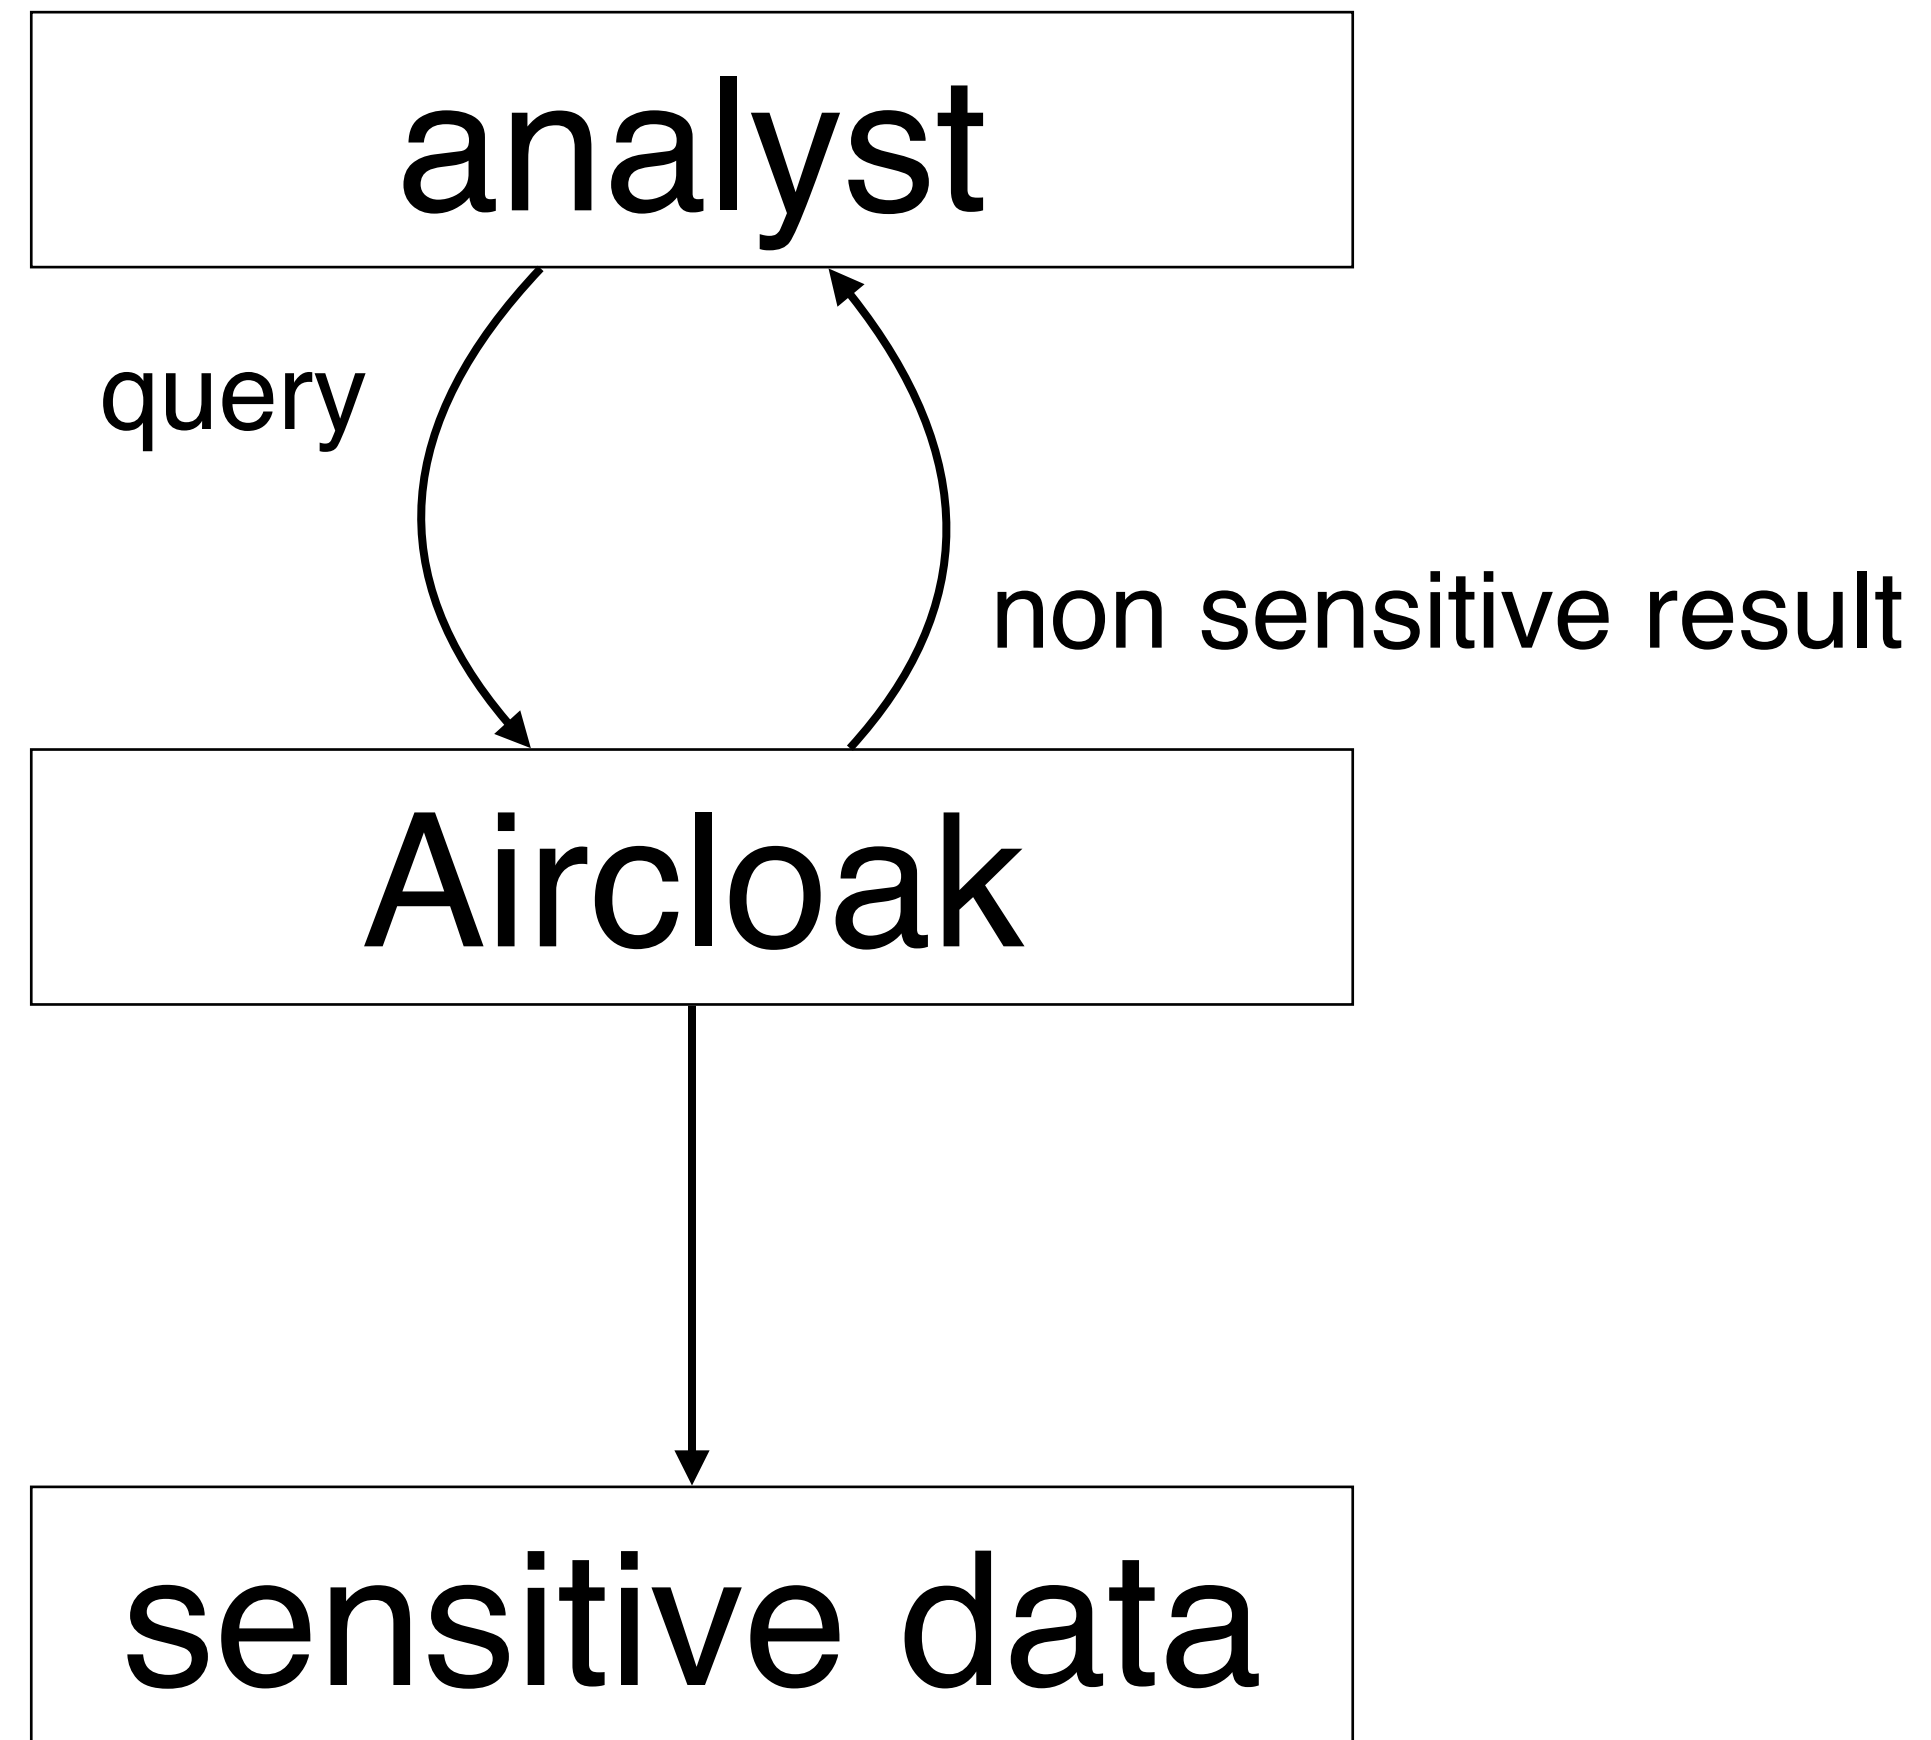 analyst
query
non sensitive result
Aircloak
sensitive data